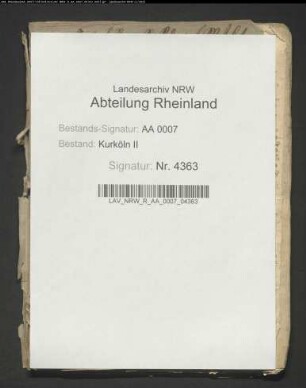 Landesarchiv NRW
Abteilung Rheinland
Bestands-Signatur: AA 0007
Bestand: Kurköln II
Signatur: Nr. 4363
LAV_NRW_R_AA_0007_04363